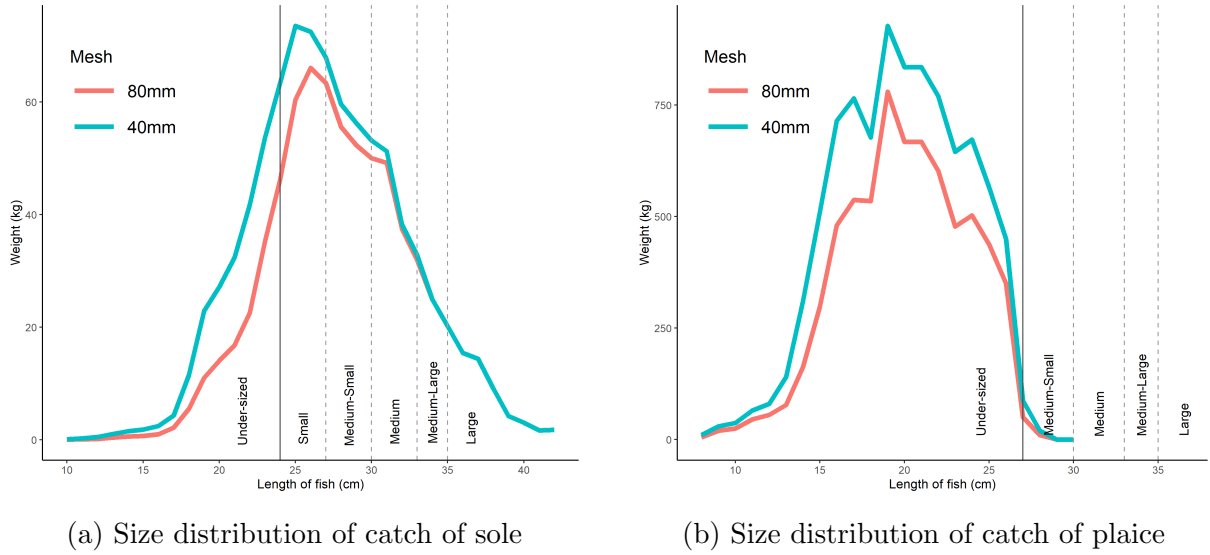 Mesh
80mm
40mm
Weight (kg)
60
40
20
0
Under-sized
Small
Medium-Small
Medium
Medium-Large
Large
10 15 20 25 30 35 40
Length of fish (cm)
(a) Size distribution of catch of sole
Mesh
80mm
40mm
Weight (kg)
750
500
250
0
Under-sized
Medium-Small
Medium
Medium-Large
Large
10 15 20 25 30 35
Length of fish (cm)
(b) Size distribution of catch of plaice